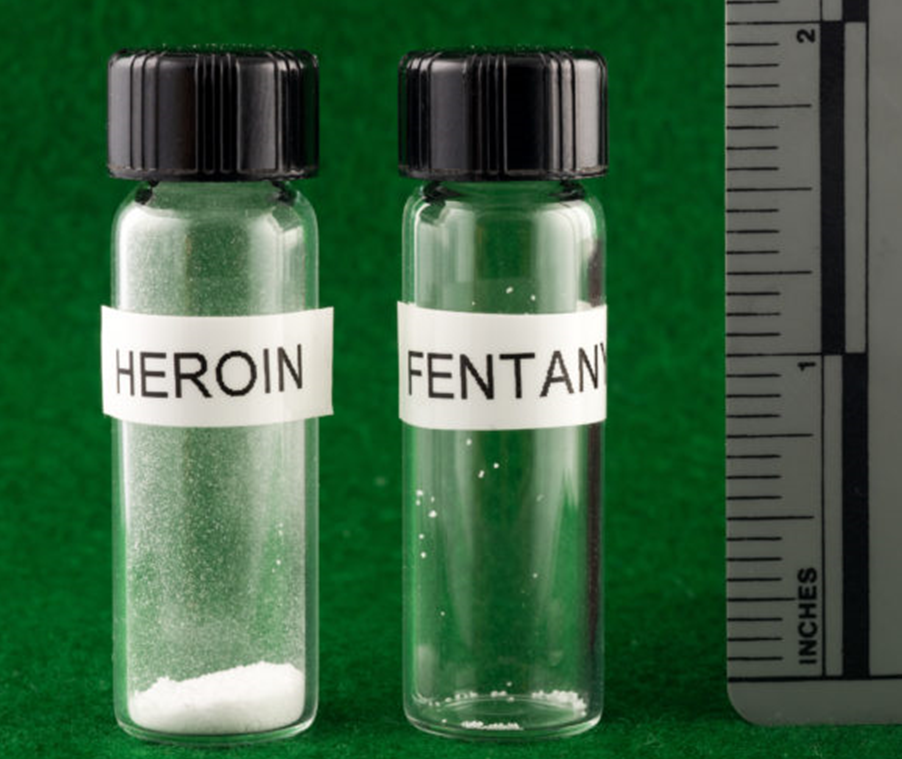 HEROIN
FENTANY
2
1
INCHES